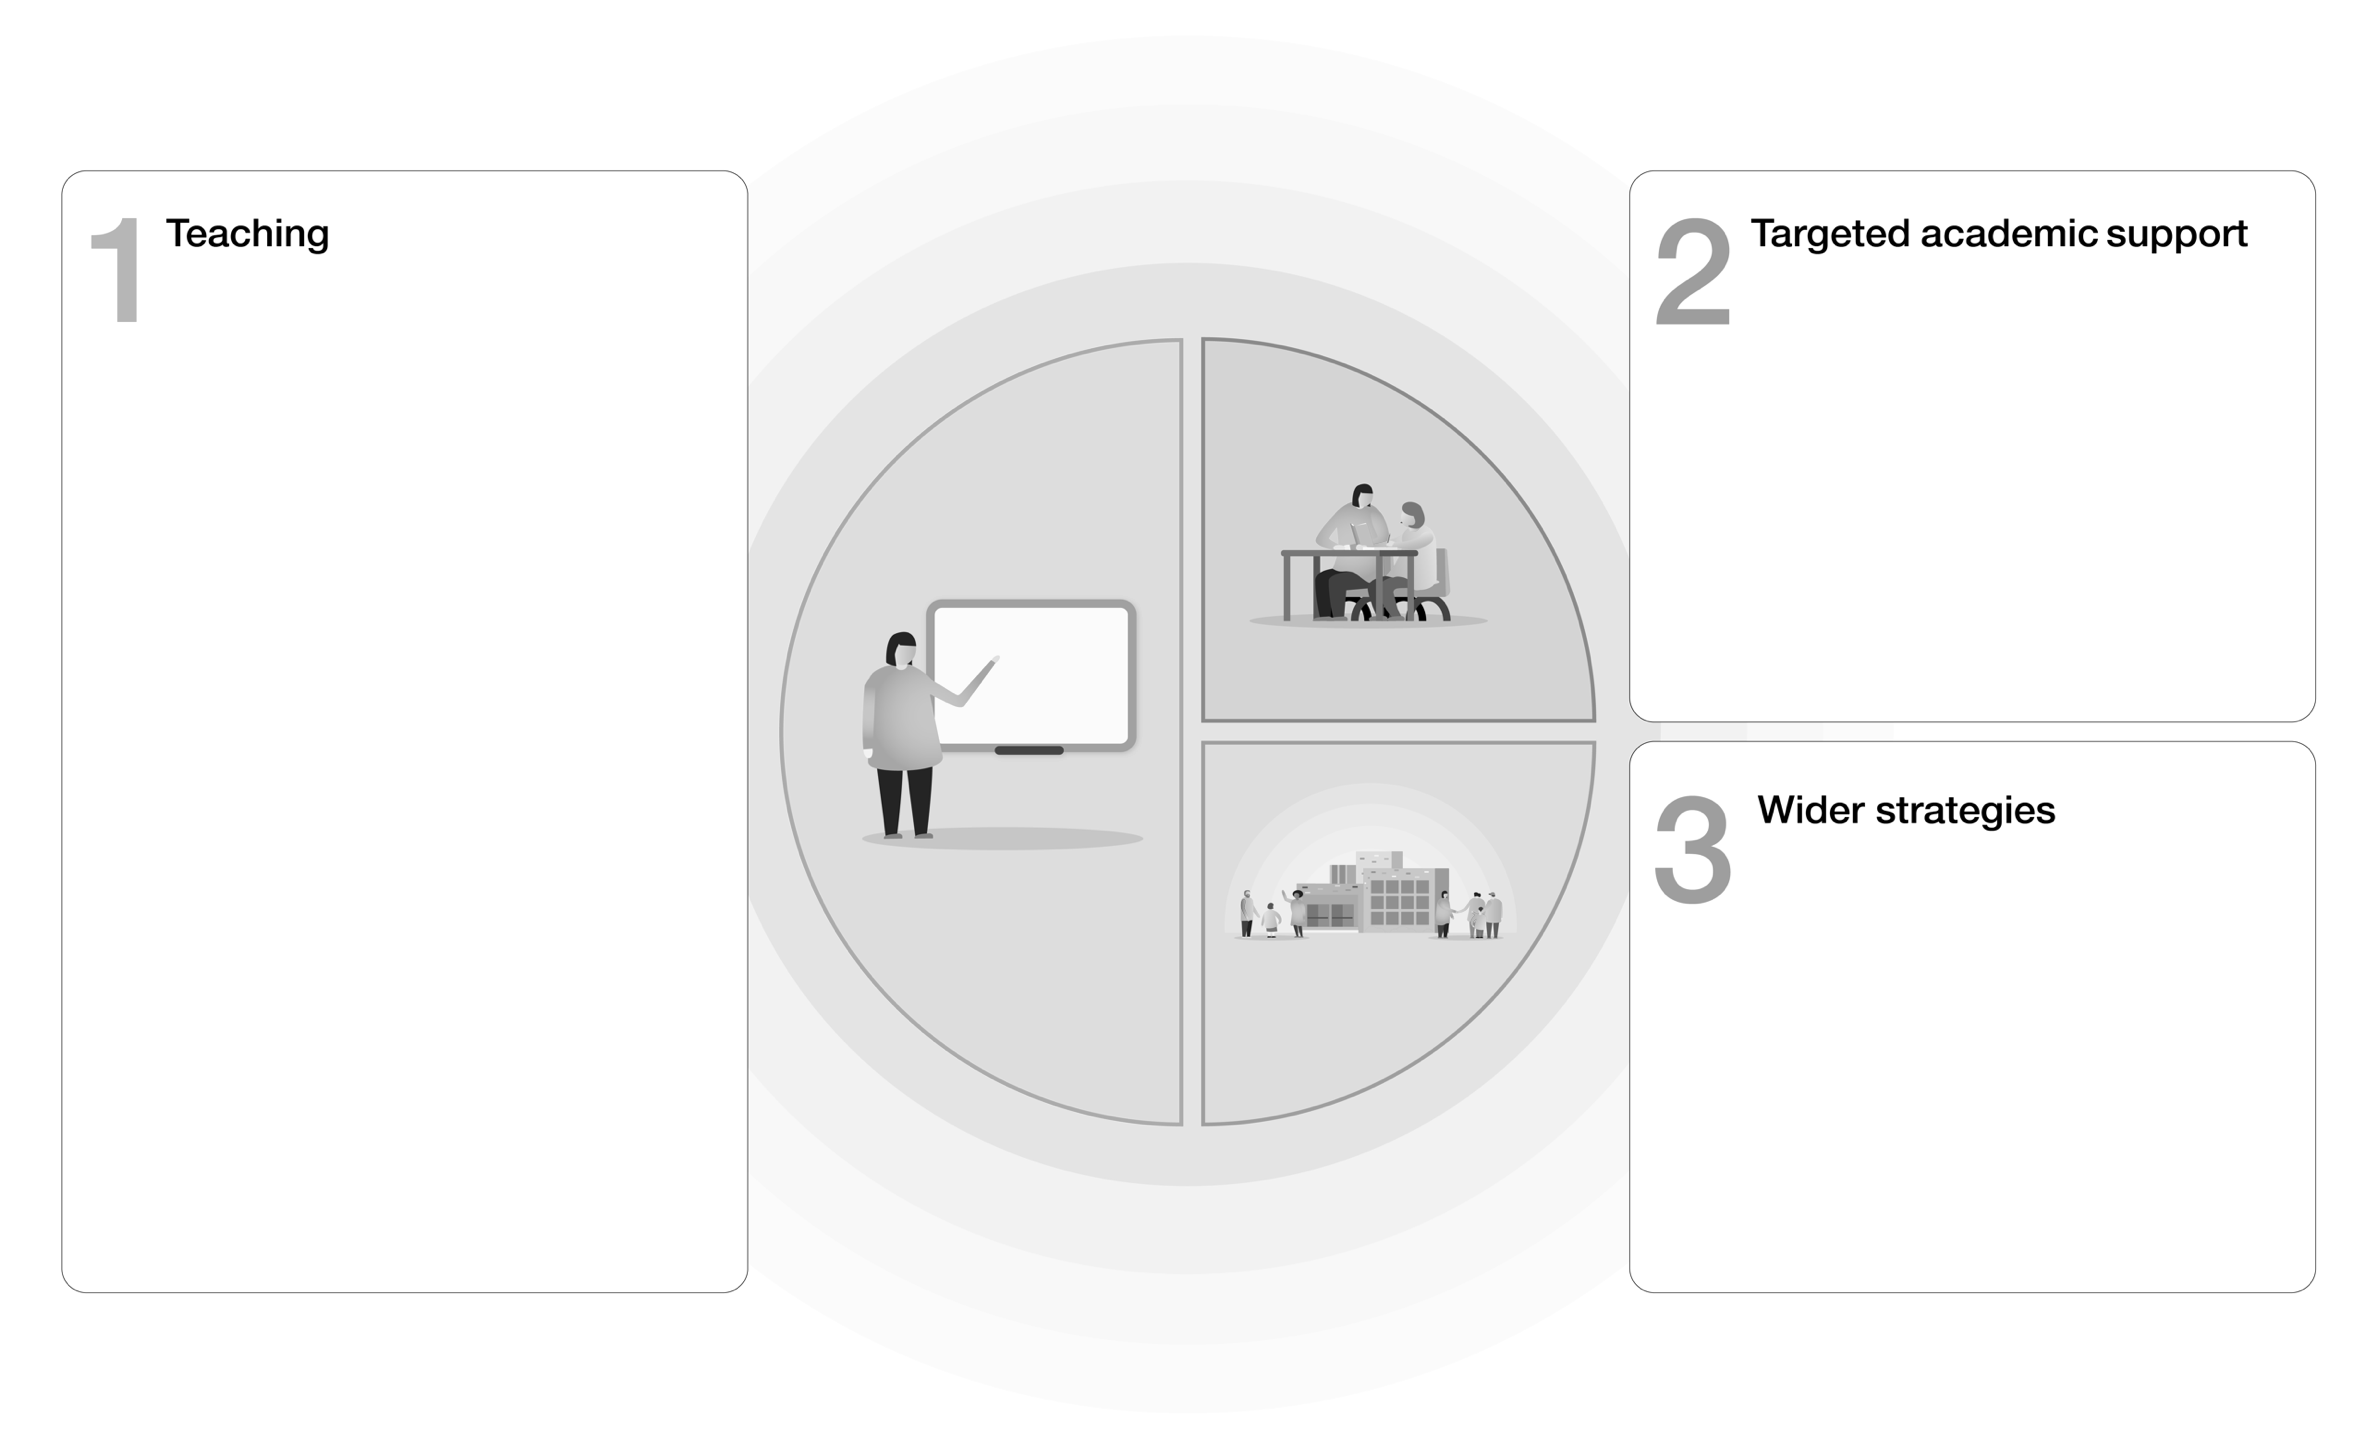 1 Teaching
2 Targeted academic support
3 Wider strategies